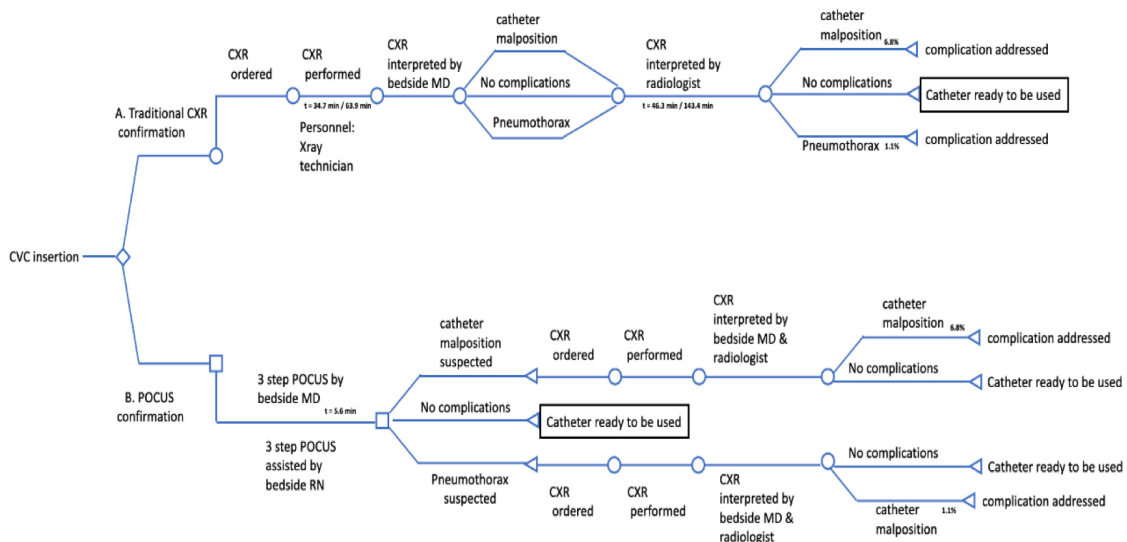 CVC insertion
A. Traditional CXR
confirmation
CXR
ordered
CXR
performed
t = 34.7 min / 63.9 min
Personnel:
Xray
technician
CXR
interpreted by
bedside MD
catheter
malposition
No complications
Pneumothorax
CXR
interpreted by
radiologist
t = 46.3 min / 143.4 min
catheter
malposition 6.8%
complication addressed
No complications
Catheter ready to be used
Pneumothorax 1.1%
complication addressed
B. POCUS
confirmation
3 step POCUS by
bedside MD
t = 5.6 min
3 step POCUS
assisted by
bedside RN
catheter
malposition
suspected
CXR
ordered
CXR
performed
CXR
interpreted by
bedside MD &
radiologist
catheter
malposition 6.8%
complication addressed
No complications
Catheter ready to be used
No complications
Catheter ready to be used
Pneumothorax
suspected
CXR
ordered
CXR
performed
CXR
interpreted by
bedside MD &
radiologist
No complications
Catheter ready to be used
catheter
malposition
1.1%
complication addressed